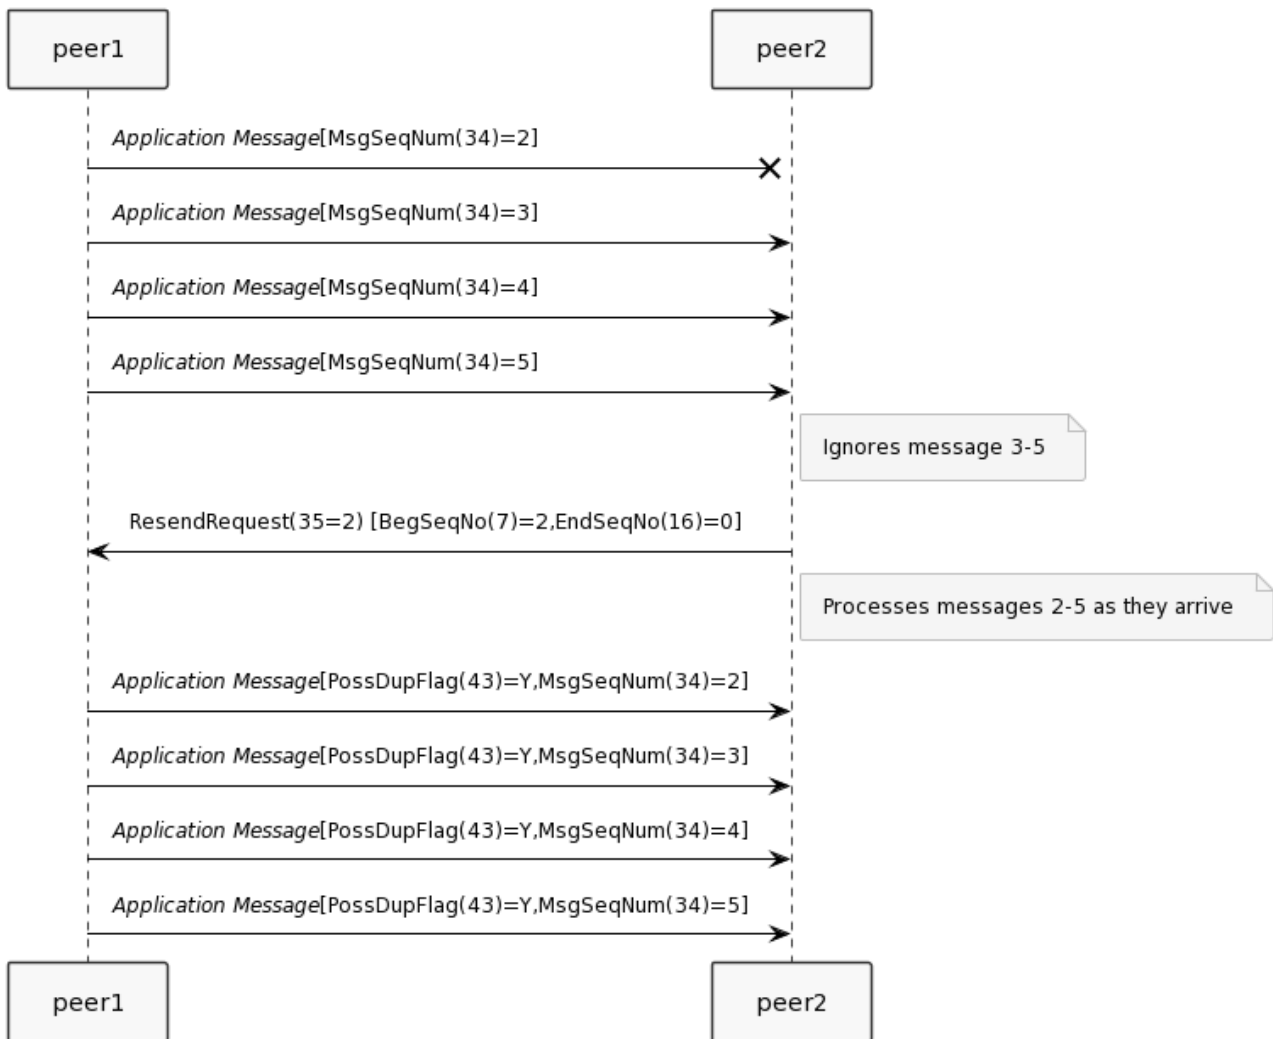 peer1
peer2
Application Message[MsgSeqNum(34)=2]
Application Message[MsgSeqNum(34)=3]
Application Message[MsgSeqNum(34)=4]
Application Message[MsgSeqNum(34)=5]
Ignores message 3-5
ResendRequest(35=2) [BegSeqNo(7)=2,EndSeqNo(16)=0]
Processes messages 2-5 as they arrive
Application Message[PossDupFlag(43)=Y,MsgSeqNum(34)=2]
Application Message[PossDupFlag(43)=Y,MsgSeqNum(34)=3]
Application Message[PossDupFlag(43)=Y,MsgSeqNum(34)=4]
Application Message[PossDupFlag(43)=Y,MsgSeqNum(34)=5]
peer1
peer2